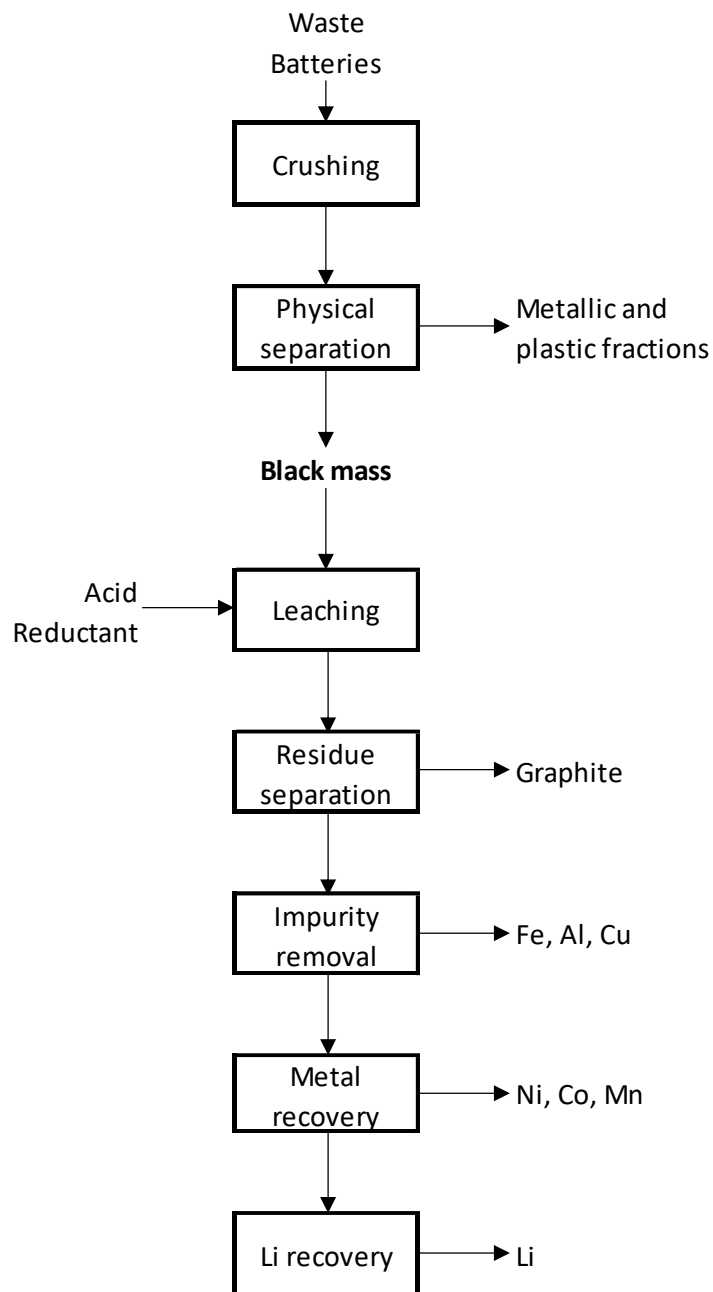 Waste
Batteries
Crushing
Physical
separation
Metallic and
plastic fractions
Black mass
Acid
Reductant
Leaching
Residue
separation
Graphite
Impurity
removal
Fe, Al, Cu
Metal
recovery
Ni, Co, Mn
Li recovery
Li